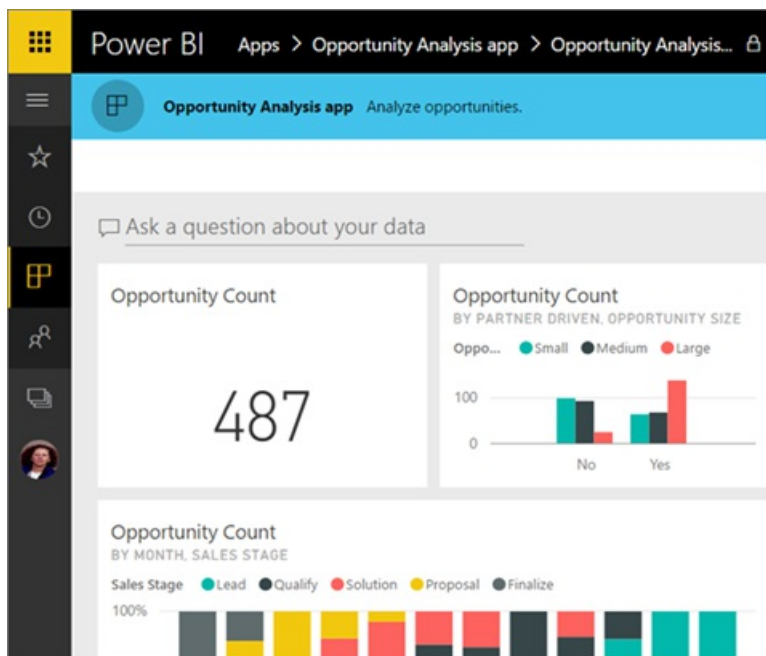 Power BI Apps > Opportunity Analysis app > Opportunity Analysis...
Opportunity Analysis app Analyze opportunities.
Ask a question about your data
Opportunity Count
487
Opportunity Count
BY PARTNER DRIVEN, OPPORTUNITY SIZE
Oppo... Small Medium Large
100
0
No Yes
Opportunity Count
BY MONTH, SALES STAGE
Sales Stage Lead Qualify Solution Proposal Finalize
100%